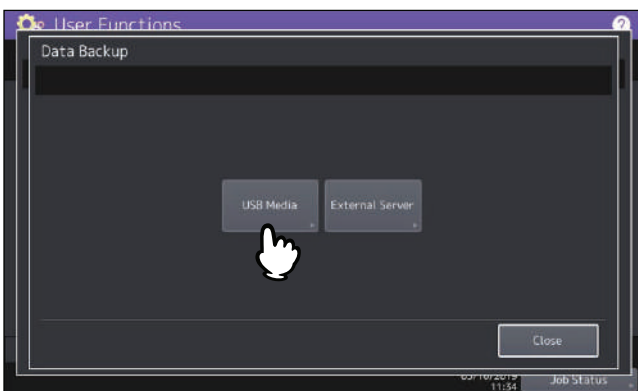 User Functions
?
Data Backup
USB Media
External Server
Close
11:34
Job Status